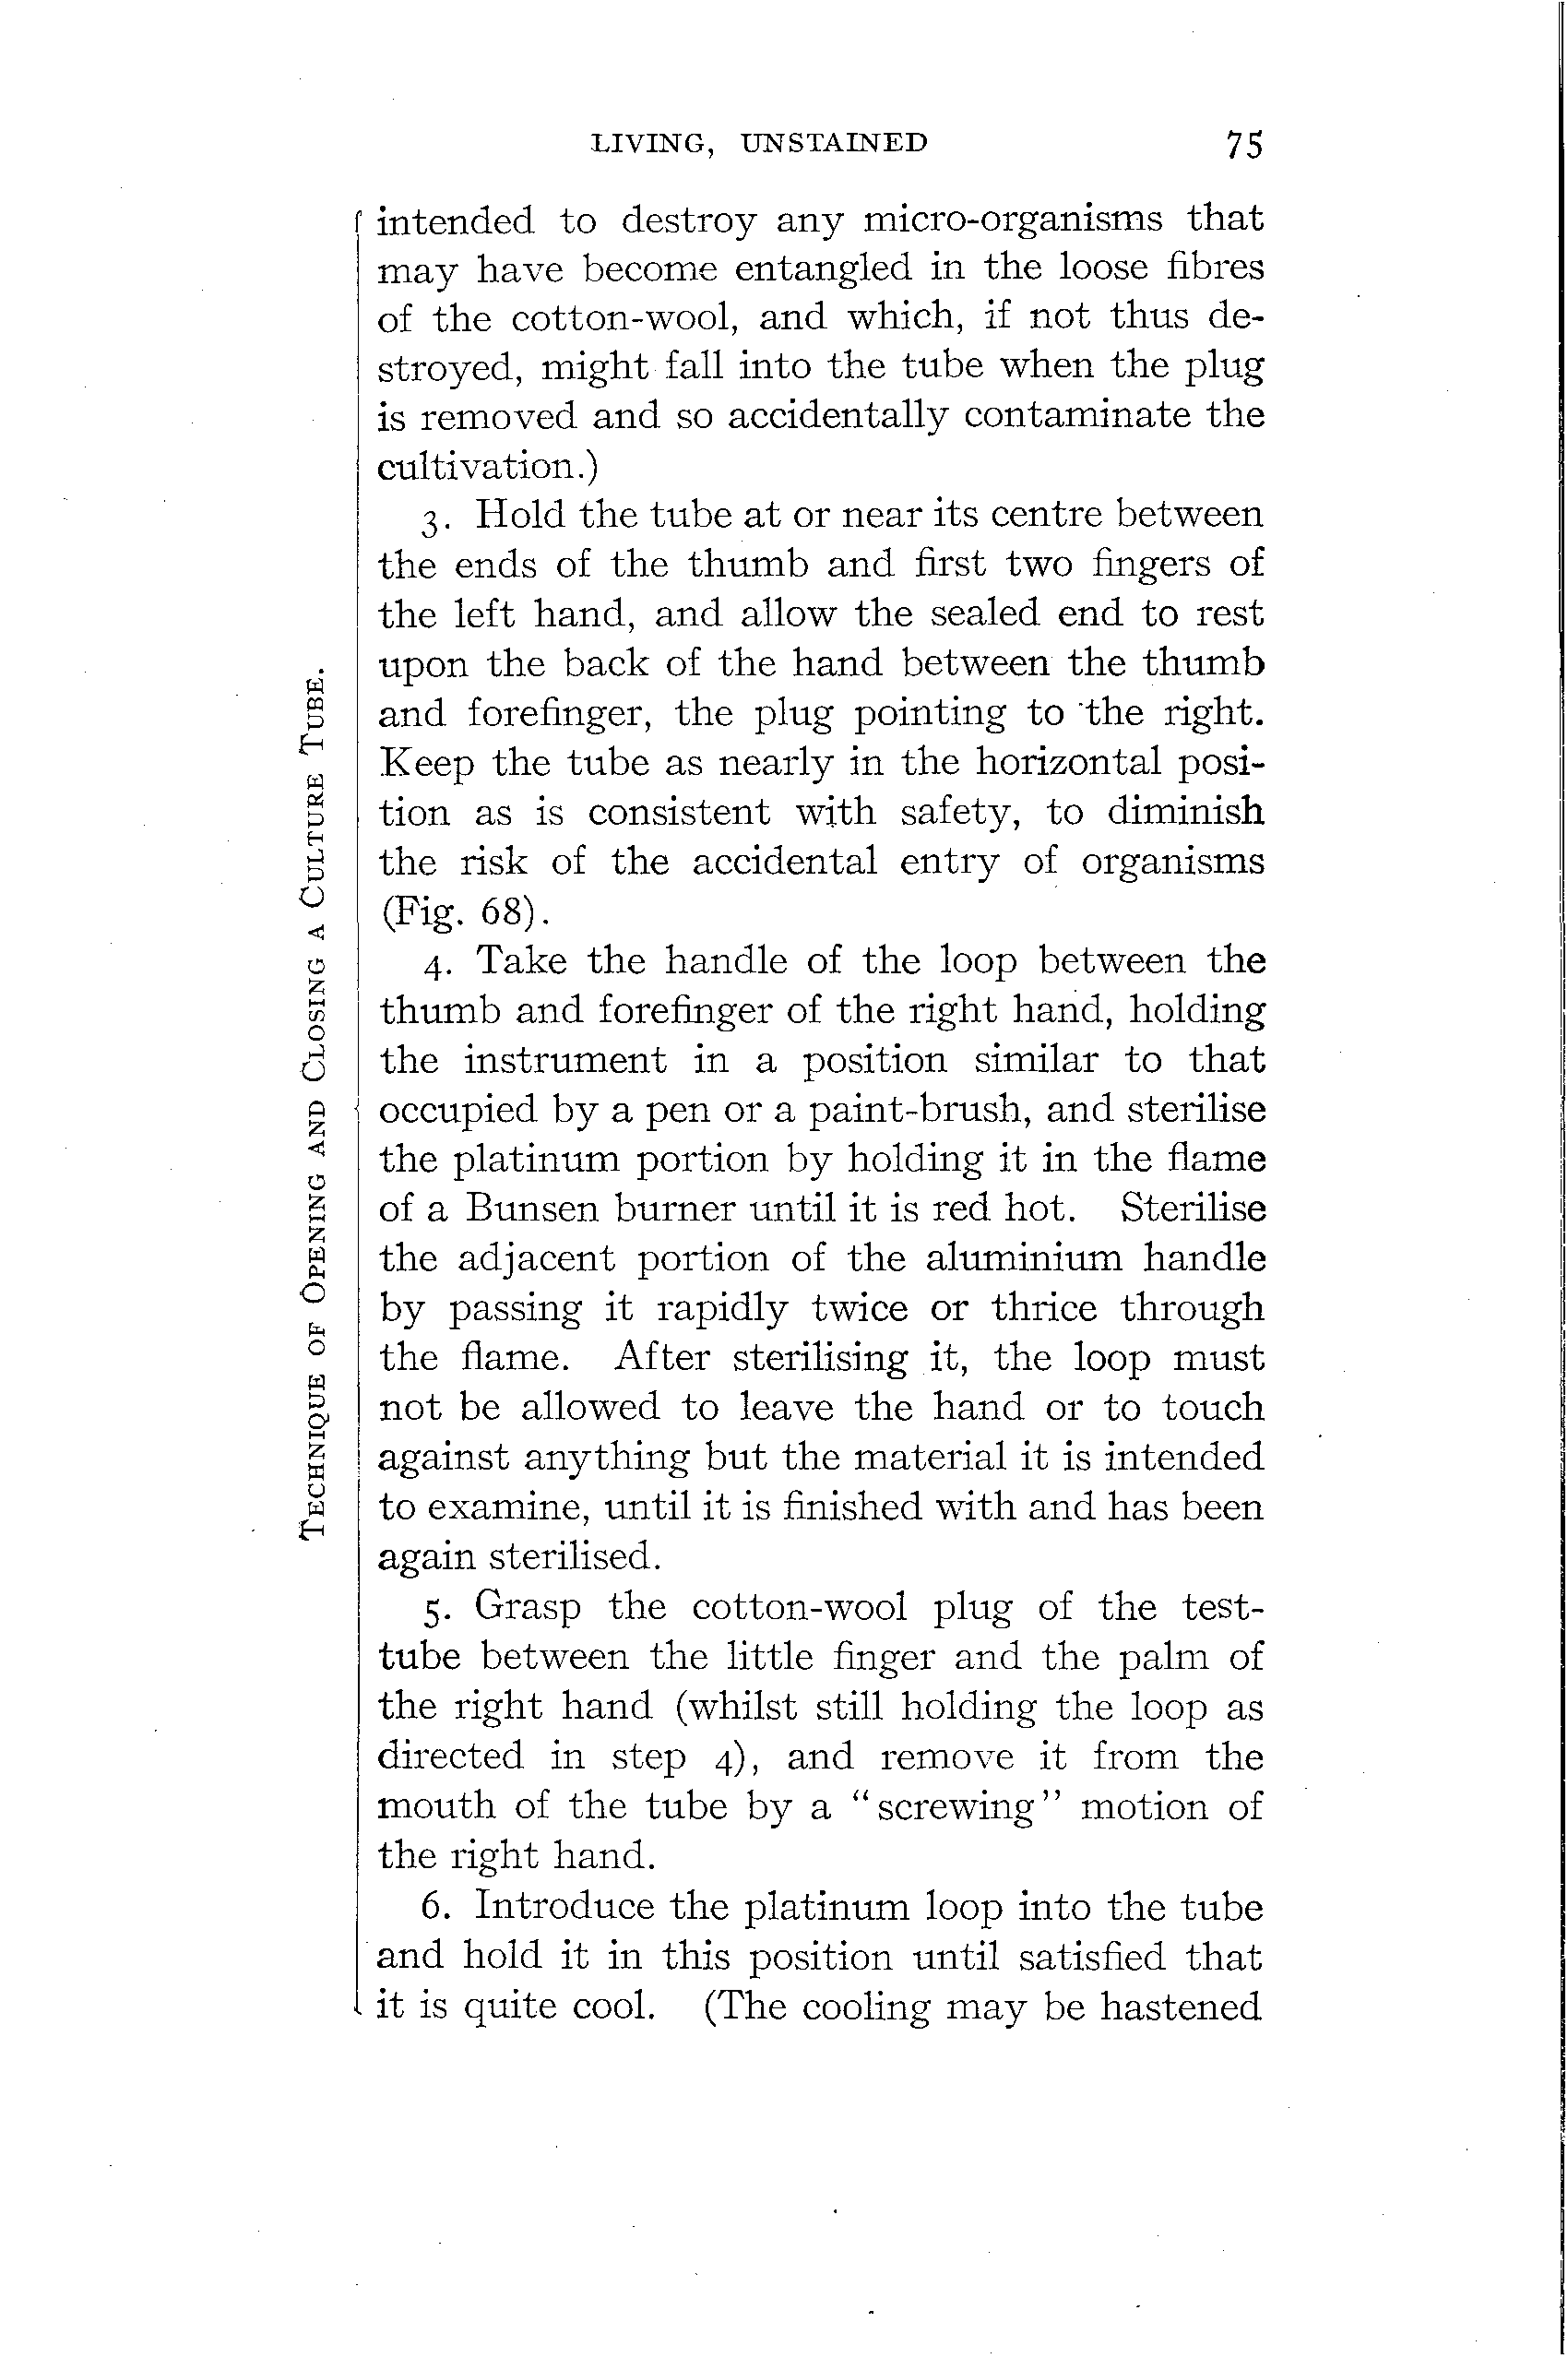 LIVING, UNSTAINED 75
intended to destroy any micro-organisms that
may have become entangled in the loose fibres
of the cotton-wool, and which, if not thus de-
stroyed, might fall into the tube when the plug
is removed and so accidentally contaminate the
cultivation.)
3. Hold the tube at or near its centre between
the ends of the thumb and first two fingers of
the left hand, and allow the sealed end to rest
upon the back of the hand between the thumb
and forefinger, the plug pointing to the right.
Keep the tube as nearly in the horizontal posi-
tion as is consistent with safety, to diminish
the risk of the accidental entry of organisms
(Fig. 68).
4. Take the handle of the loop between the
thumb and forefinger of the right hand, holding
the instrument in a position similar to that
occupied by a pen or a paint-brush, and sterilise
the platinum portion by holding it in the flame
of a Bunsen burner until it is red hot. Sterilise
the adjacent portion of the aluminium handle
by passing it rapidly twice or thrice through
the flame. After sterilising it, the loop must
not be allowed to leave the hand or to touch
against anything but the material it is intended
to examine, until it is finished with and has been
again sterilised.
5. Grasp the cotton-wool plug of the test-
tube between the little finger and the palm of
the right hand (whilst still holding the loop as
directed in step 4), and remove it from the
mouth of the tube by a "screwing" motion of
the right hand.
6. Introduce the platinum loop into the tube
and hold it in this position until satisfied that
it is quite cool. (The cooling may be hastened
TECHNIQUE OF OPENING AND CLOSING A CULTURE TUBE.